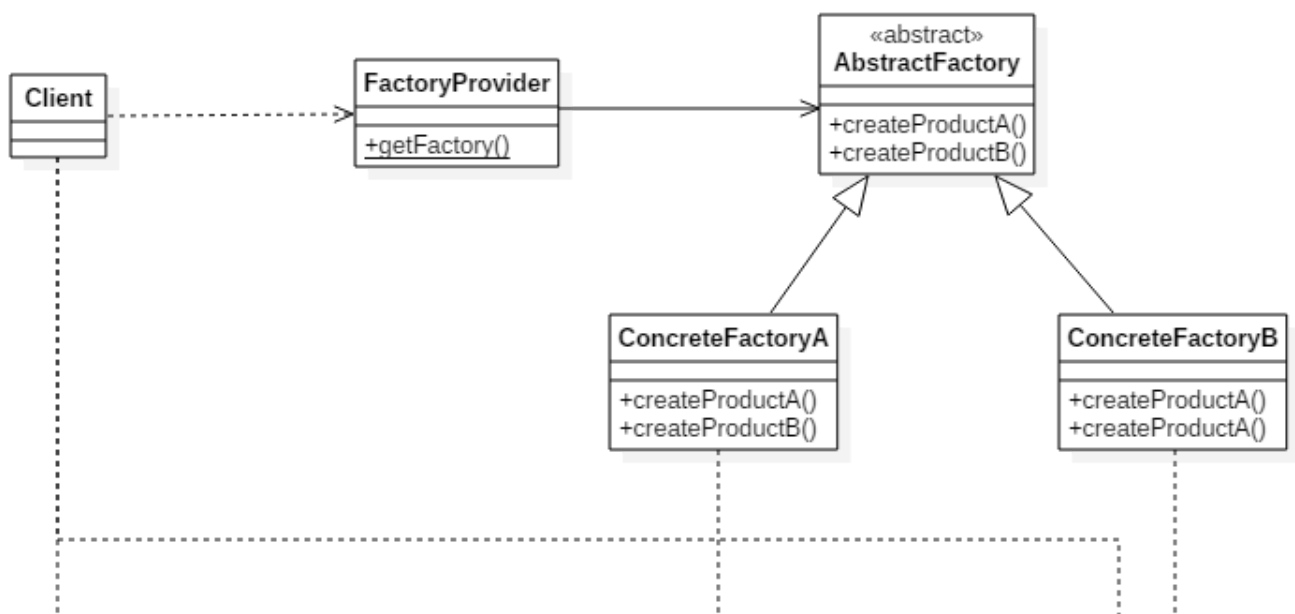 Client
FactoryProvider
+getFactory()
«abstract»
AbstractFactory
+createProductA()
+createProductB()
ConcreteFactoryA
+createProductA()
+createProductB()
ConcreteFactoryB
+createProductA()
+createProductA()